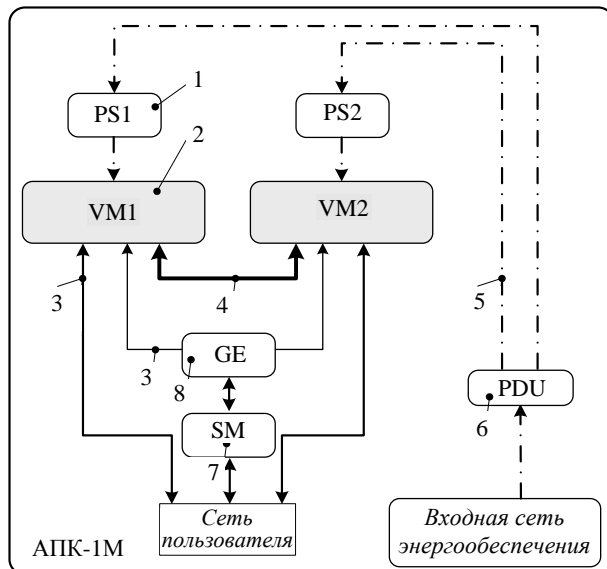 PS1
1
PS2
2
VM1
VM2
3
4
5
GE
3
8
PDU
SM
6
7
Сеть
пользователя
Входная сеть
энергообеспечения
АПК-1М